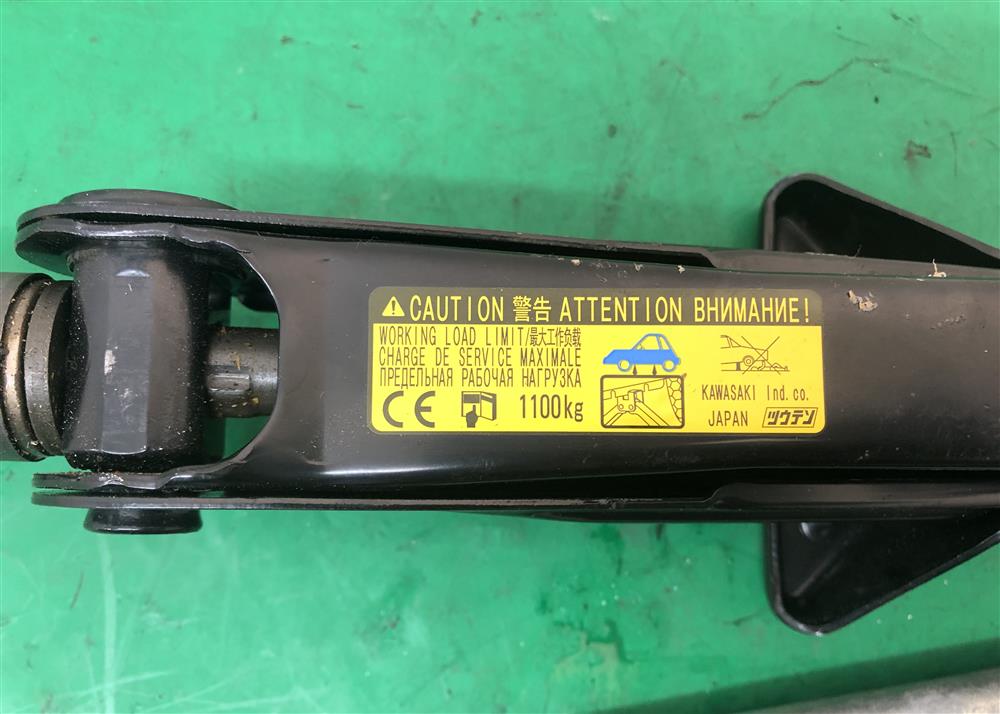 CAUTION 警告 ATTENTION ВНИМАНИЕ!
WORKING LOAD LIMIT/最大工作负载
CHARGE DE SERVICE MAXIMALE
ПРЕДЕЛЬНАЯ РАБОЧАЯ НАГРУЗКА
CE 1100kg
KAWASAKI Ind. co.
JAPAN ツウテン